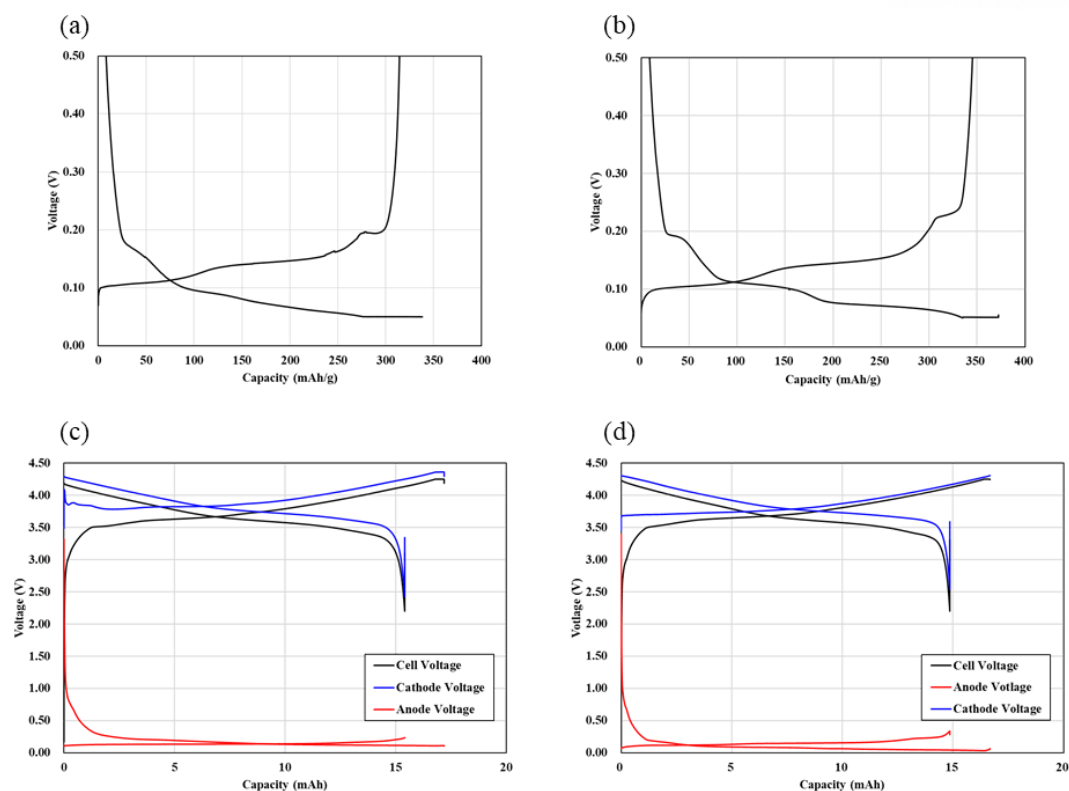 (a)
0.50
0.40
0.30
0.20
0.10
0.00
Voltage (V)
0 50 100 150 200 250 300 350 400
Capacity (mAh/g)
(b)
0.50
0.40
0.30
0.20
0.10
0.00
Voltage (V)
0 50 100 150 200 250 300 350 400
Capacity (mAh/g)
(c)
4.50
4.00
3.50
3.00
2.50
2.00
1.50
1.00
0.50
0.00
Voltage (V)
Cell Voltage
Cathode Voltage
Anode Voltage
0 5 10 15 20
Capacity (mAh)
(d)
4.50
4.00
3.50
3.00
2.50
2.00
1.50
1.00
0.50
0.00
Votlage (V)
Cell Voltage
Anode Votlage
Cathode Voltage
0 5 10 15 20
Capacity (mAh)